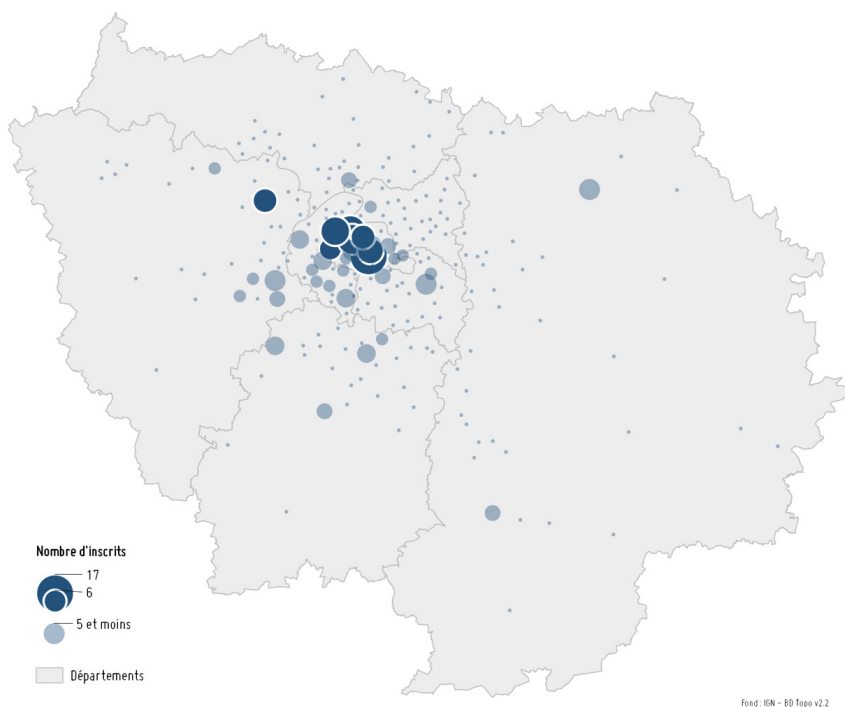 Nombre d'inscrits
17
6
5 et moins
Départements
Fond : IGN - BD Topo v2.2